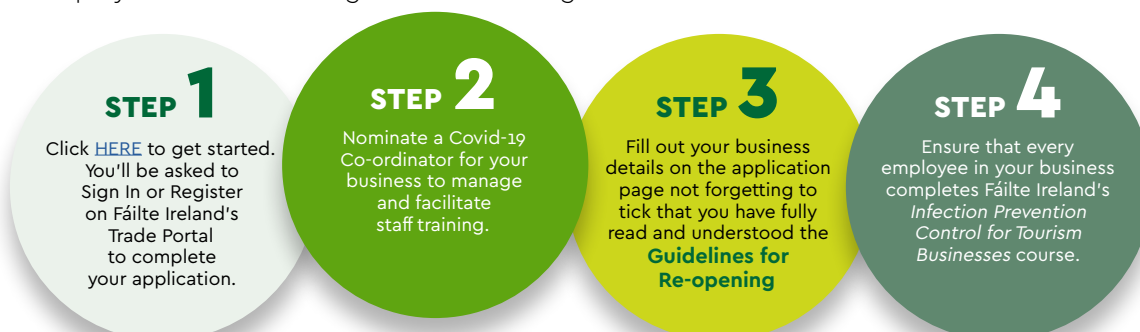 STEP 1
Click HERE to get started.
You'll be asked to
Sign In or Register
on Fáilte Ireland's
Trade Portal
to complete
your application.
STEP 2
Nominate a Covid-19
Co-ordinator for your
business to manage
and facilitate
staff training.
STEP 3
Fill out your business
details on the application
page not forgetting to
tick that you have fully
read and understood the
Guidelines for
Re-opening
STEP 4
Ensure that every
employee in your business
completes Fáilte Ireland's
Infection Prevention
Control for Tourism
Businesses course.